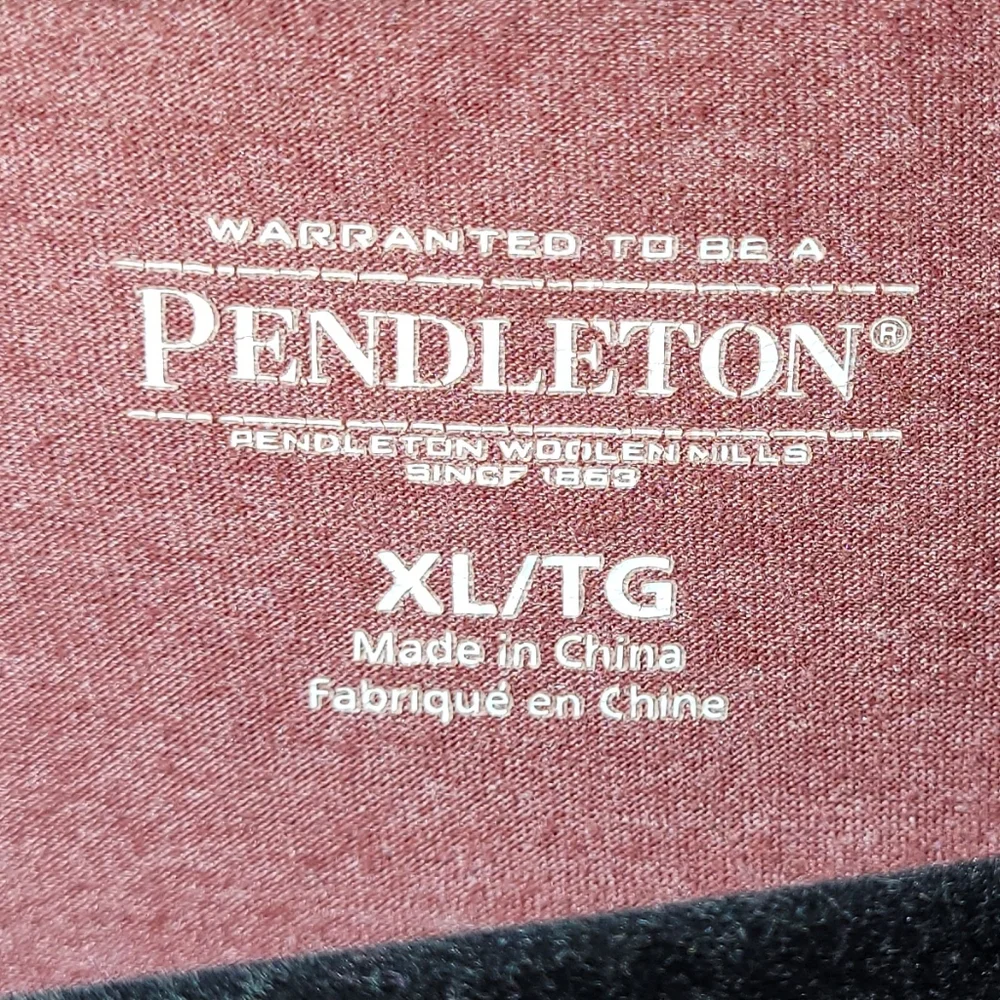 WARRANTED TO BE A
PENDLETON®
PENDLETON WOOLEN MILLS
SINCE 1863
XL/TG
Made in China
Fabriqué en Chine